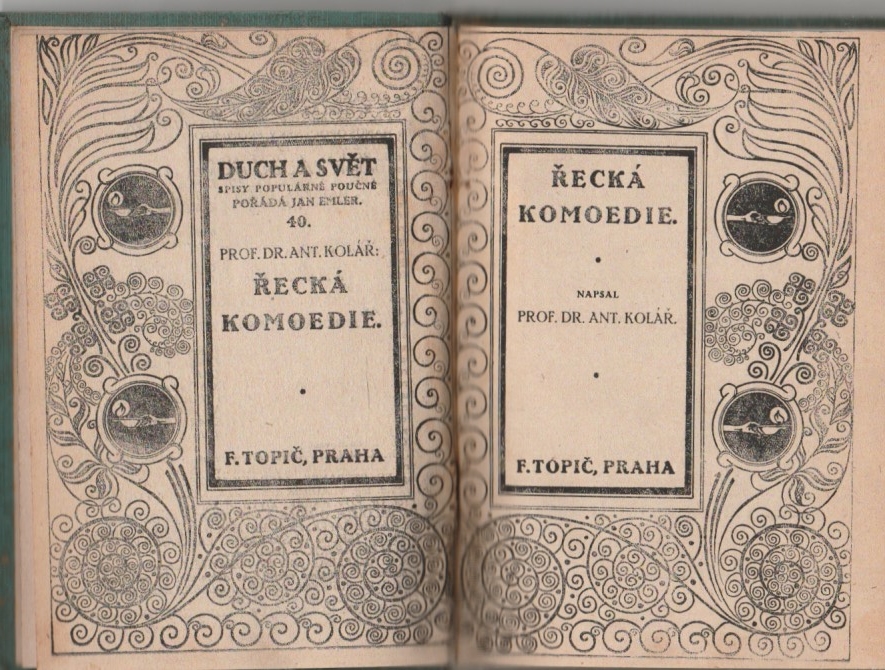 DUCH A SVĚT
SPISY POPULÁRNĚ POUČNÉ
POŘÁDÁ JAN EMLER.
40.
PROF. DR. ANT. KOLÁŘ:
ŘECKÁ
KOMOEDIE.
F. TOPIČ, PRAHA
ŘECKÁ
KOMOEDIE.
NAPSAL
PROF. DR. ANT. KOLÁŘ.
F. TOPIČ, PRAHA